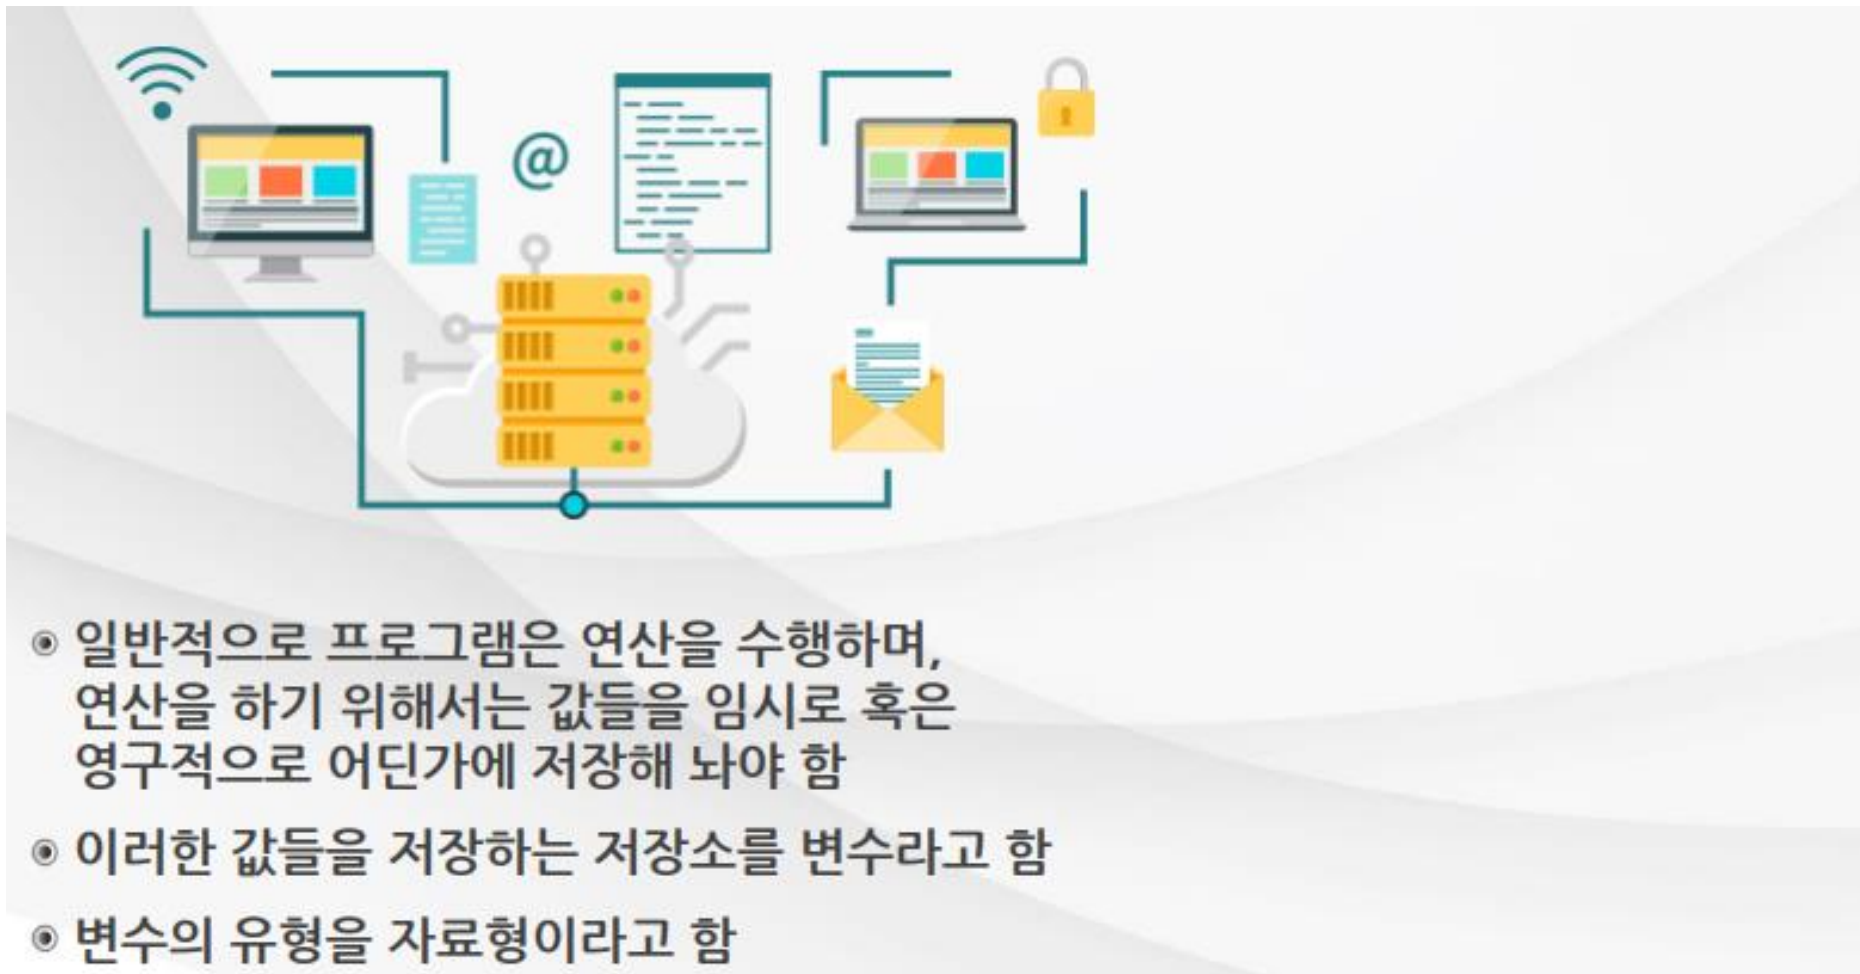 @
일반적으로 프로그램은 연산을 수행하며,
연산을 하기 위해서는 값들을 임시로 혹은
영구적으로 어딘가에 저장해 놔야 함
이러한 값들을 저장하는 저장소를 변수라고 함
변수의 유형을 자료형이라고 함